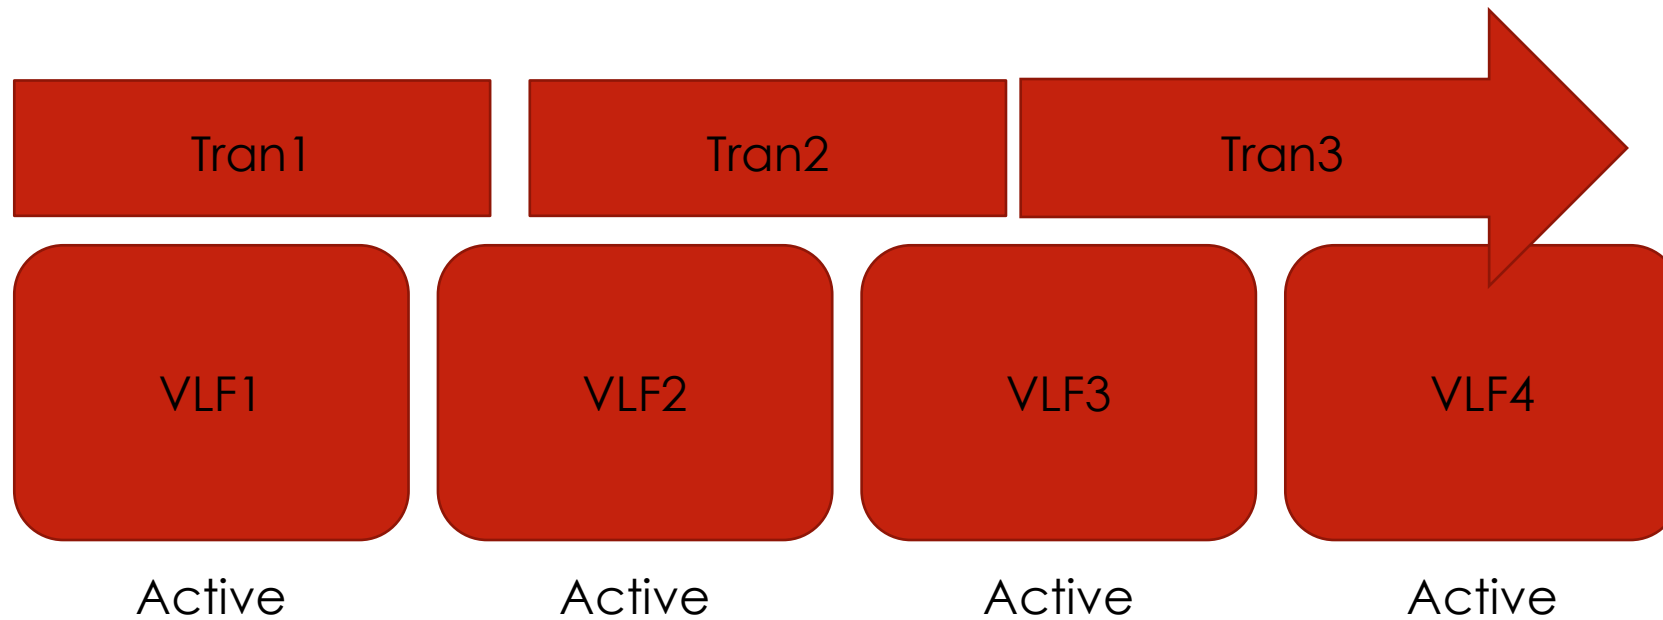 Tran1 Tran2 Tran3
VLF1 VLF2 VLF3 VLF4
Active Active Active Active